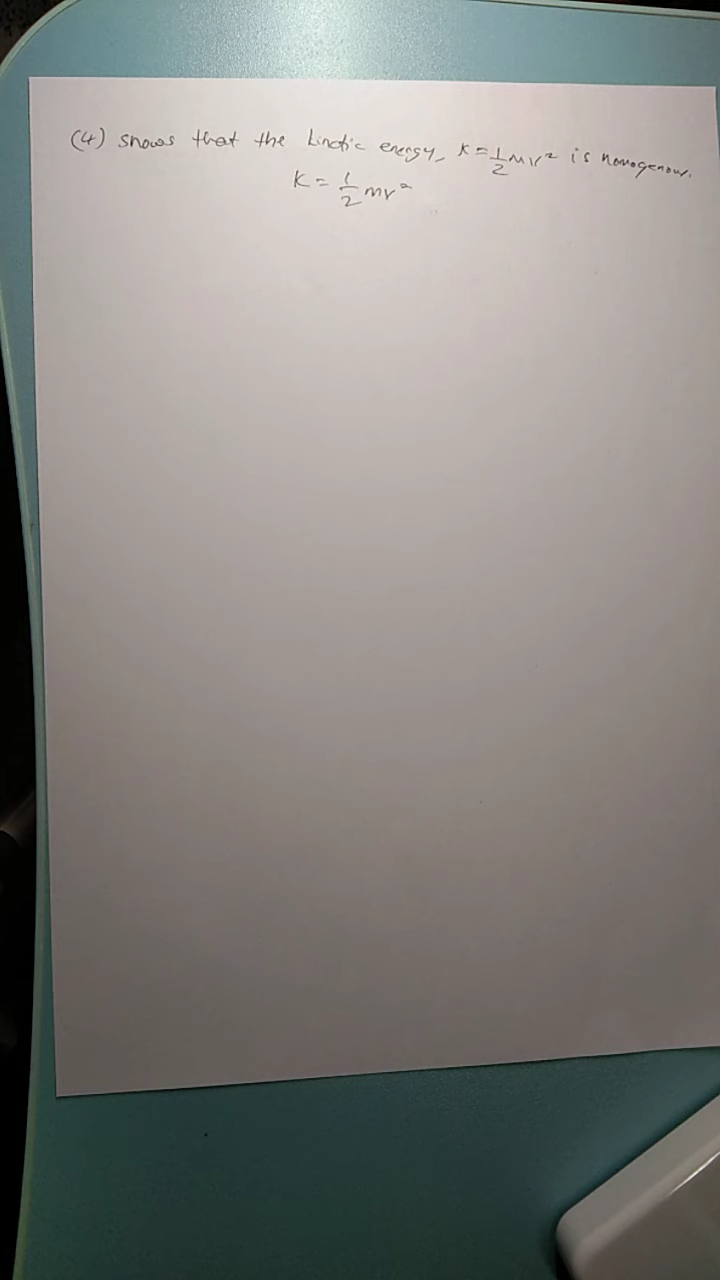 (4) shows that the kinetic energy, K = 1/2 mv² is homogenous.
K = 1/2 mv²